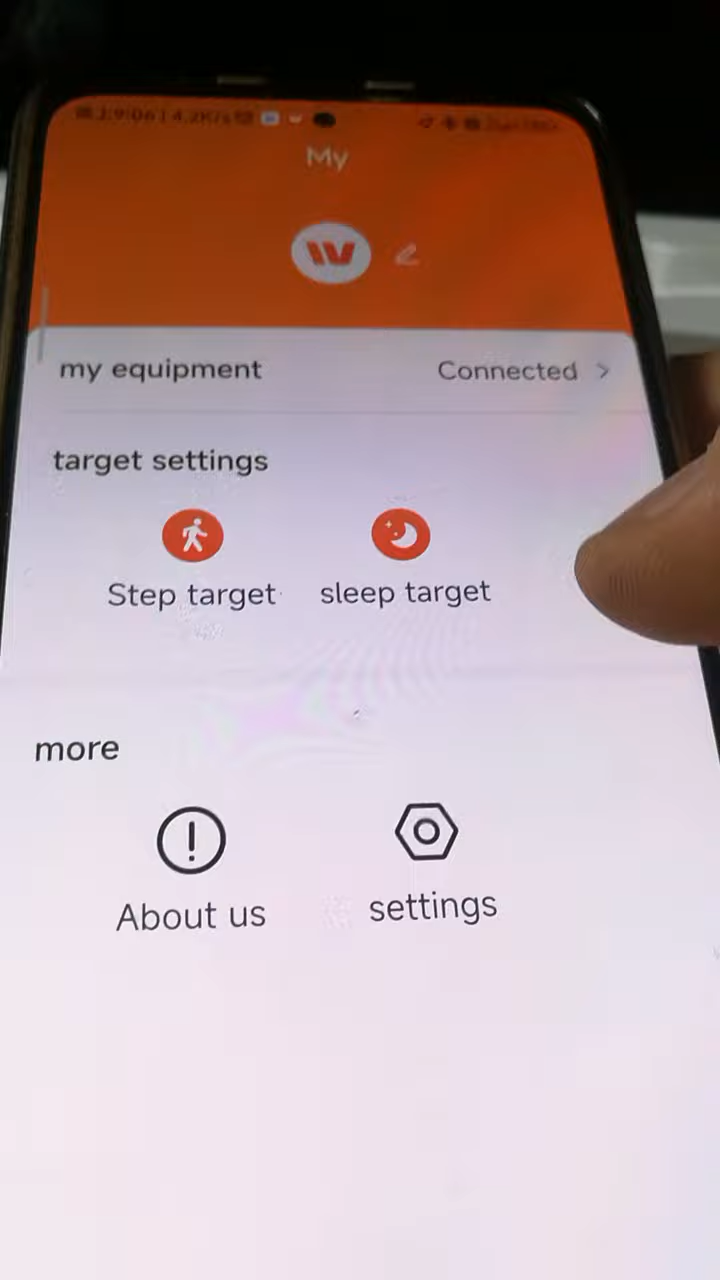 My
my equipment
Connected >
target settings
Step target
sleep target
more
About us
settings